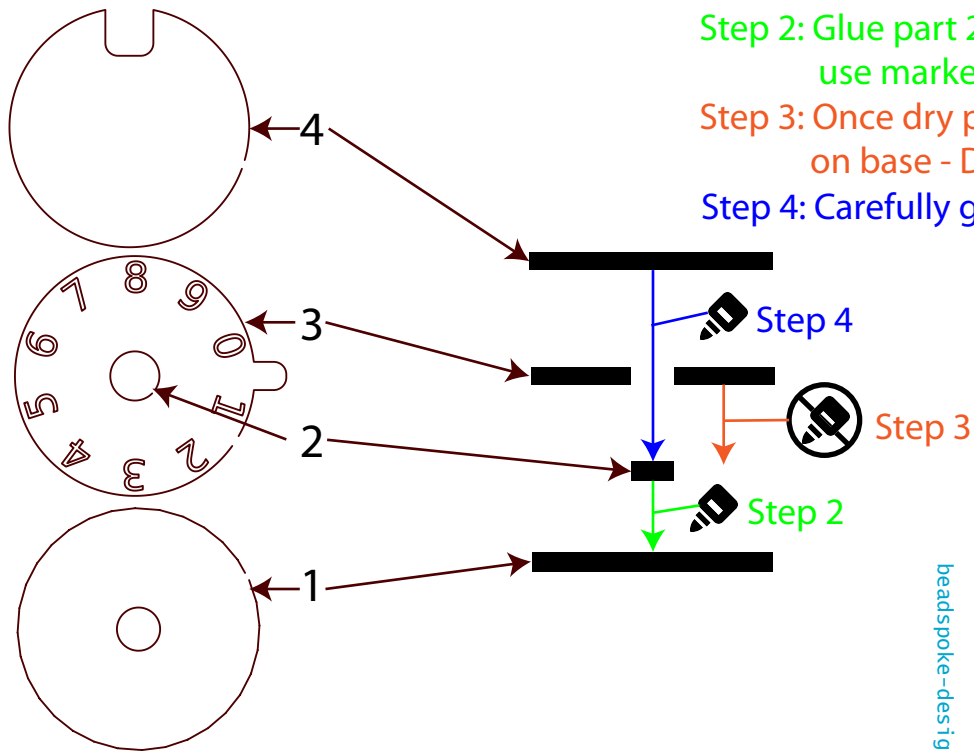 Step 2: Glue part 2
use marke
Step 3: Once dry p
on base - D
Step 4: Carefully g
4
3
2
1
0
1
2
3
4
5
6
7
8
9
Step 4
Step 3
Step 2
beadspoke-desig